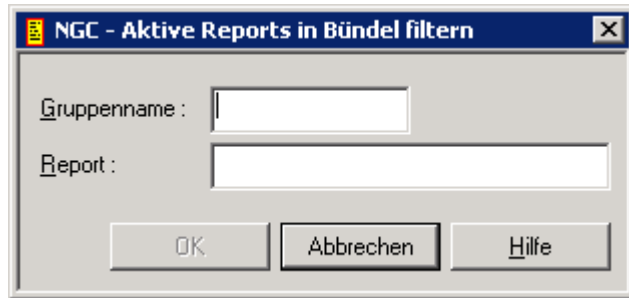 NGC - Aktive Reports in Bündel filtern
Gruppenname :
Report :
OK Abbrechen Hilfe